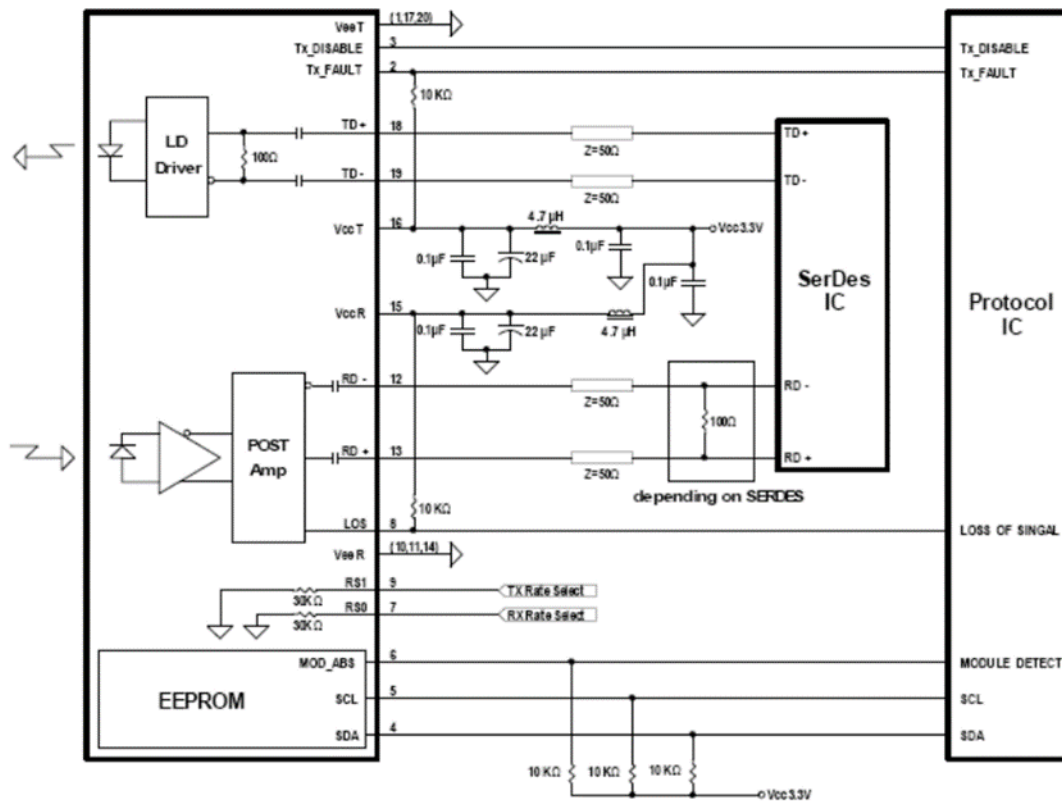 VeeT (1,17,20)
Tx_DISABLE 3 Tx_DISABLE
Tx_FAULT 2 Tx_FAULT
10 KΩ
LD Driver
100Ω
TD+ 18 Z=50Ω TD+
TD- 19 Z=50Ω TD-
VccT 16 4.7 µH Vcc3.3V
0.1µF 22 µF 0.1µF 0.1µF
SerDes IC
Protocol IC
VccR 15 4.7 µH
0.1µF 22 µF
RD - 12 Z=50Ω RD -
100Ω
POST Amp
RD + 13 Z=50Ω RD +
depending on SERDES
10 KΩ
LOS 8 LOSS OF SINGAL
VeeR (10,11,14)
RS1 9 TX Rate Select
30KΩ
RS0 7 RX Rate Select
30KΩ
MOD_ABS 6 MODULE DETECT
EEPROM
SCL 5 SCL
SDA 4 SDA
10 KΩ 10 KΩ 10 KΩ
Vcc3.3V